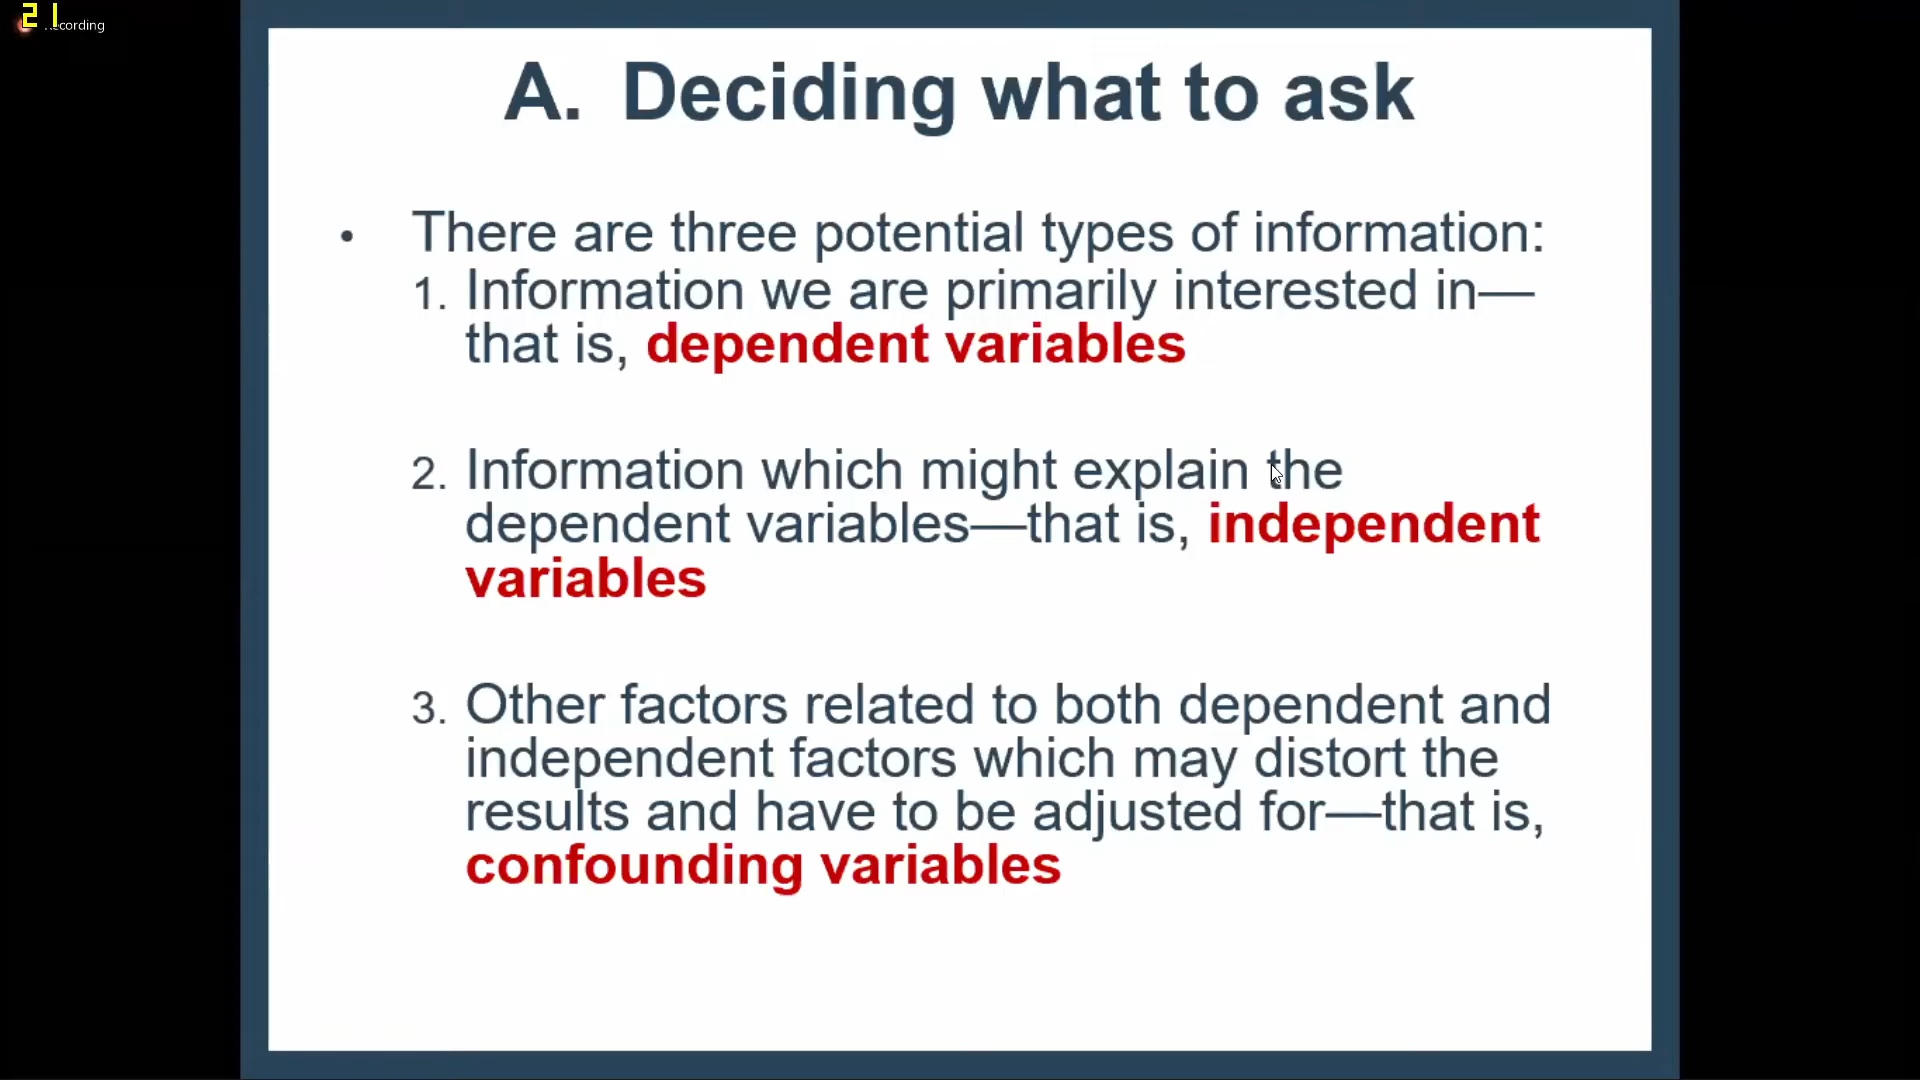 21
Recording
A. Deciding what to ask
• There are three potential types of information:
1. Information we are primarily interested in—
that is, dependent variables
2. Information which might explain the
dependent variables—that is, independent
variables
3. Other factors related to both dependent and
independent factors which may distort the
results and have to be adjusted for—that is,
confounding variables